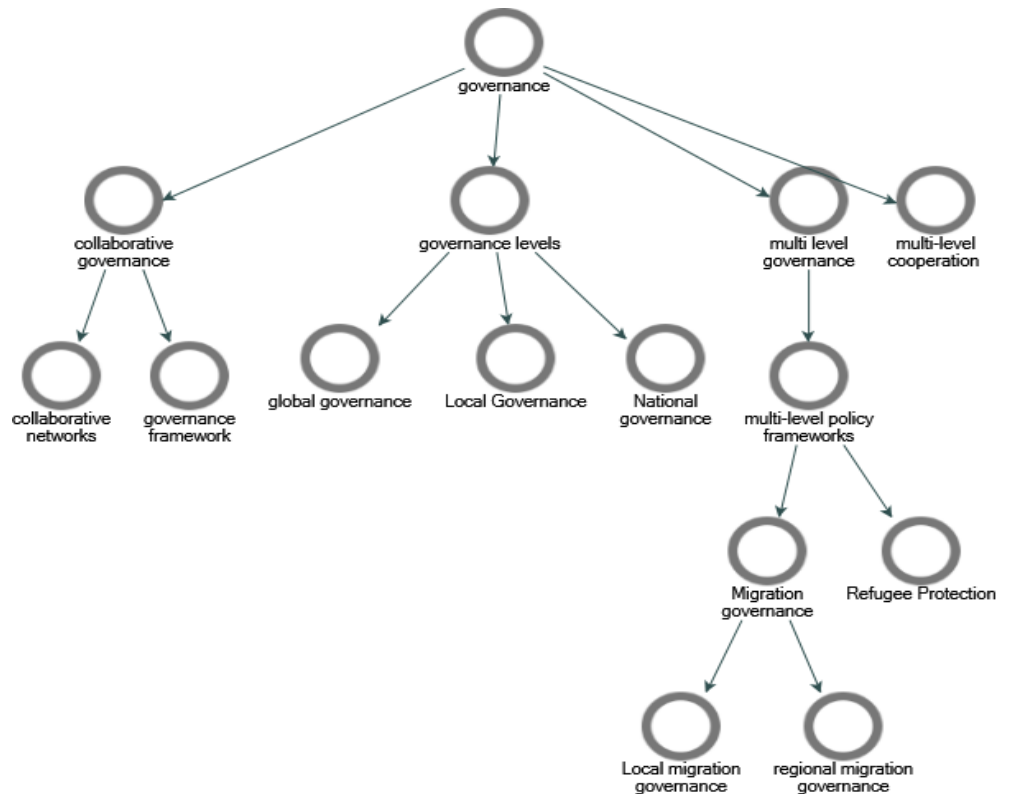 governance
collaborative
governance
governance levels
multi level
governance
multi-level
cooperation
collaborative
networks
governance
framework
global governance
Local Governance
National
governance
multi-level policy
frameworks
Migration
governance
Refugee Protection
Local migration
governance
regional migration
governance